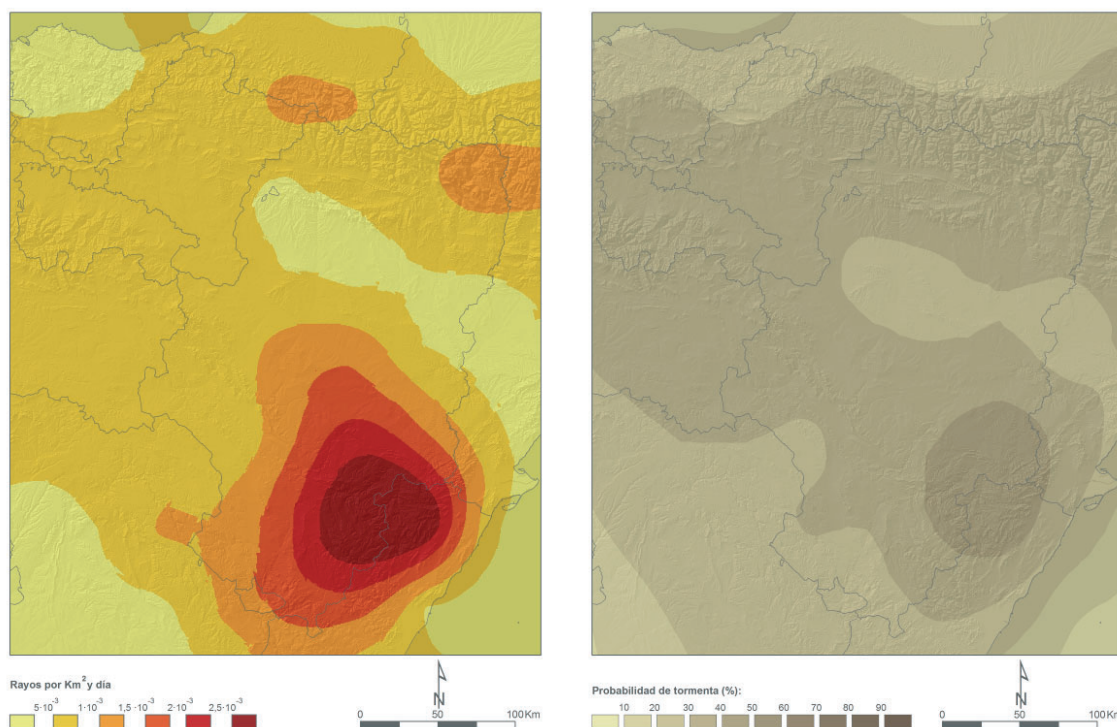 Rayos por Km² y día
5·10⁻³ 1·10⁻³ 1,5·10⁻³ 2·10⁻³ 2,5·10⁻³
N
0 50 100 Km
Probabilidad de tormenta (%):
10 20 30 40 50 60 70 80 90
N
0 50 100 Km